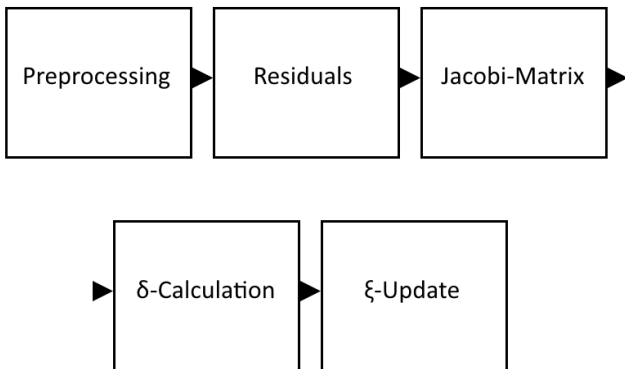 Preprocessing
Residuals
Jacobi-Matrix
δ-Calculation
ξ-Update